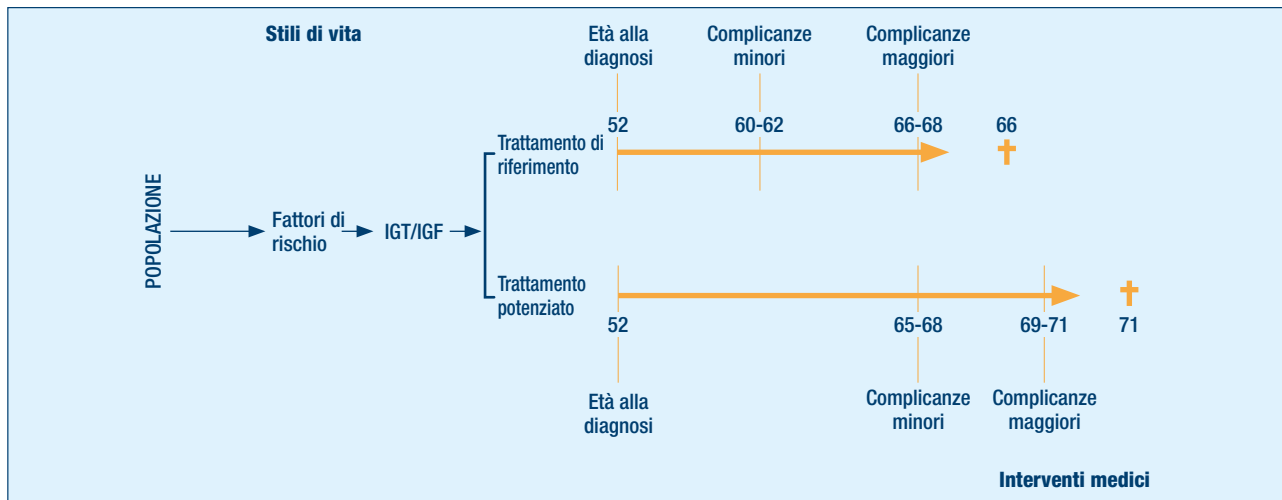 Stili di vita
Età alla
diagnosi
Complicanze
minori
Complicanze
maggiori
52
60-62
66-68
66
Trattamento di
riferimento
POPOLAZIONE
Fattori di
rischio
IGT/IGF
Trattamento
potenziato
52
65-68
69-71
71
Età alla
diagnosi
Complicanze
minori
Complicanze
maggiori
Interventi medici